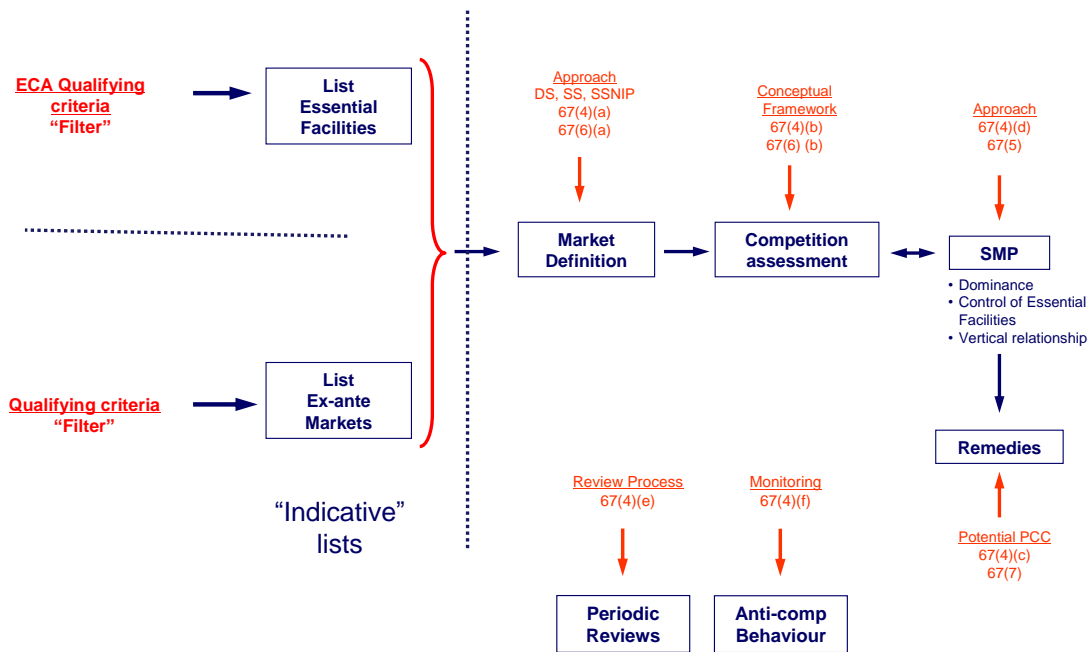 ECA Qualifying
criteria
“Filter”
List
Essential
Facilities
Qualifying criteria
“Filter”
List
Ex-ante
Markets
“Indicative”
lists
Approach
DS, SS, SSNIP
67(4)(a)
67(6)(a)
Market
Definition
Conceptual
Framework
67(4)(b)
67(6) (b)
Competition
assessment
Approach
67(4)(d)
67(5)
SMP
• Dominance
• Control of Essential
Facilities
• Vertical relationship
Remedies
Potential PCC
67(4)(c)
67(7)
Review Process
67(4)(e)
Periodic
Reviews
Monitoring
67(4)(f)
Anti-comp
Behaviour